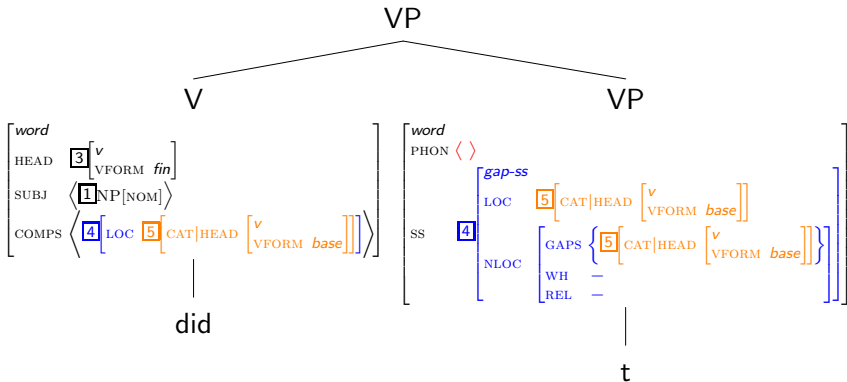 VP
V VP
word
HEAD 3 [v
VFORM fin]
SUBJ ⟨ 1 NP[NOM] ⟩
COMPS ⟨ 4 [LOC 5 [CAT|HEAD [v
VFORM base]]] ⟩
did
word
PHON ⟨ ⟩
SS 4 [gap-ss
LOC 5 [CAT|HEAD [v
VFORM base]]
NLOC [GAPS { 5 [CAT|HEAD [v
VFORM base]] }
WH –
REL – ]]
t